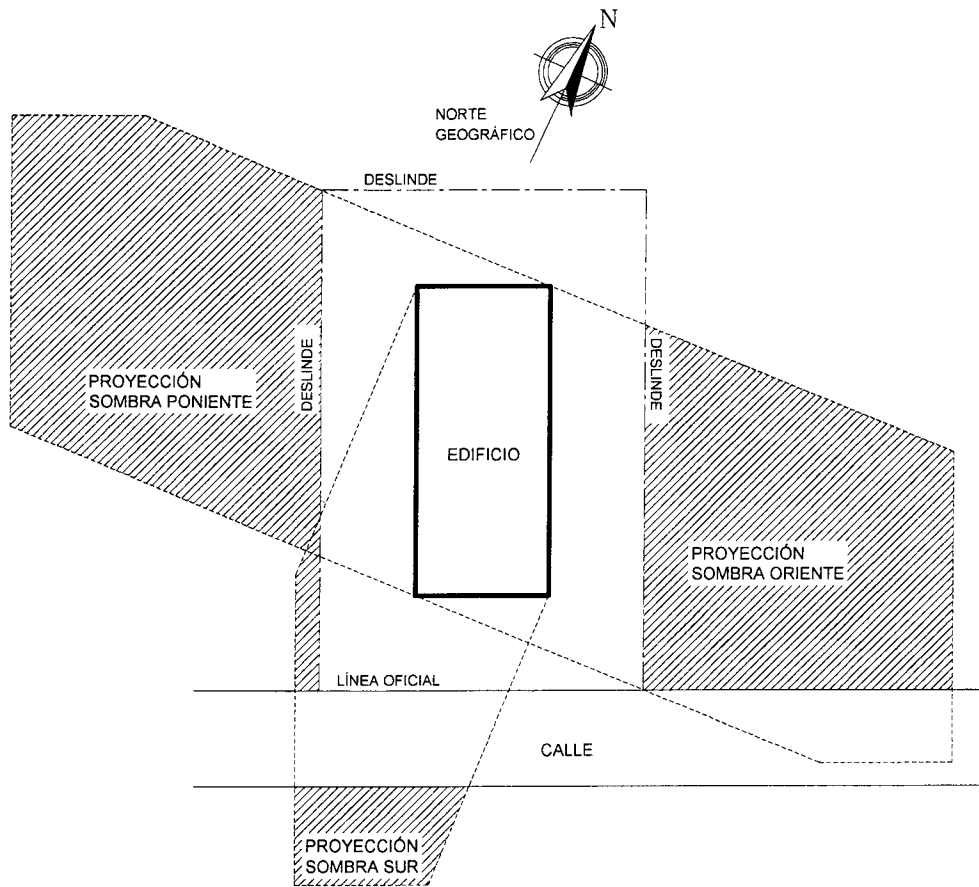 N
NORTE
GEOGRÁFICO
DESLINDE
DESLINDE
DESLINDE
PROYECCIÓN
SOMBRA PONIENTE
EDIFICIO
PROYECCIÓN
SOMBRA ORIENTE
LÍNEA OFICIAL
CALLE
PROYECCIÓN
SOMBRA SUR